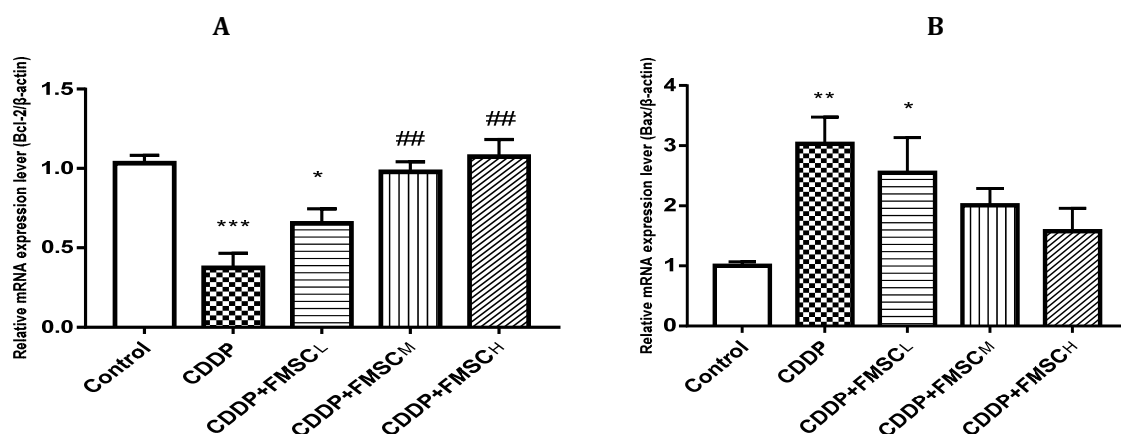 A
Relative mRNA expression lever (Bcl-2/β-actin)
1.5
1.0
0.5
0.0
***
*
##
##
Control
CDDP
CDDP+FMSCL
CDDP+FMSCM
CDDP+FMSCH
B
Relative mRNA expression lever (Bax/β-actin)
4
3
2
1
0
**
*
Control
CDDP
CDDP+FMSCL
CDDP+FMSCM
CDDP+FMSCH